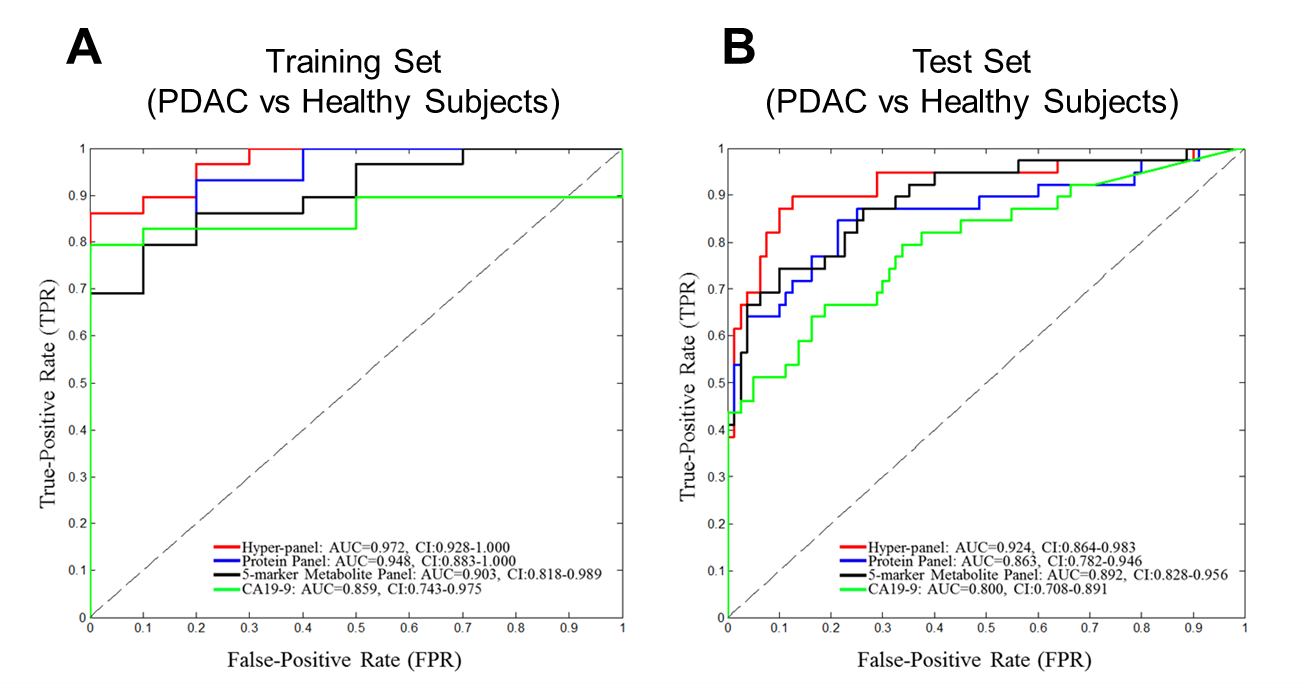 A
Training Set
(PDAC vs Healthy Subjects)
True-Positive Rate (TPR)
1
0.9
0.8
0.7
0.6
0.5
0.4
0.3
0.2
0.1
0
Hyper-panel: AUC=0.972, CI:0.928-1.000
Protein Panel: AUC=0.948, CI:0.883-1.000
5-marker Metabolite Panel: AUC=0.903, CI:0.818-0.989
CA19-9: AUC=0.859, CI:0.743-0.975
0 0.1 0.2 0.3 0.4 0.5 0.6 0.7 0.8 0.9 1
False-Positive Rate (FPR)
B
Test Set
(PDAC vs Healthy Subjects)
True-Positive Rate (TPR)
1
0.9
0.8
0.7
0.6
0.5
0.4
0.3
0.2
0.1
0
Hyper-panel: AUC=0.924, CI:0.864-0.983
Protein Panel: AUC=0.863, CI:0.782-0.946
5-marker Metabolite Panel: AUC=0.892, CI:0.828-0.956
CA19-9: AUC=0.800, CI:0.708-0.891
0 0.1 0.2 0.3 0.4 0.5 0.6 0.7 0.8 0.9 1
False-Positive Rate (FPR)